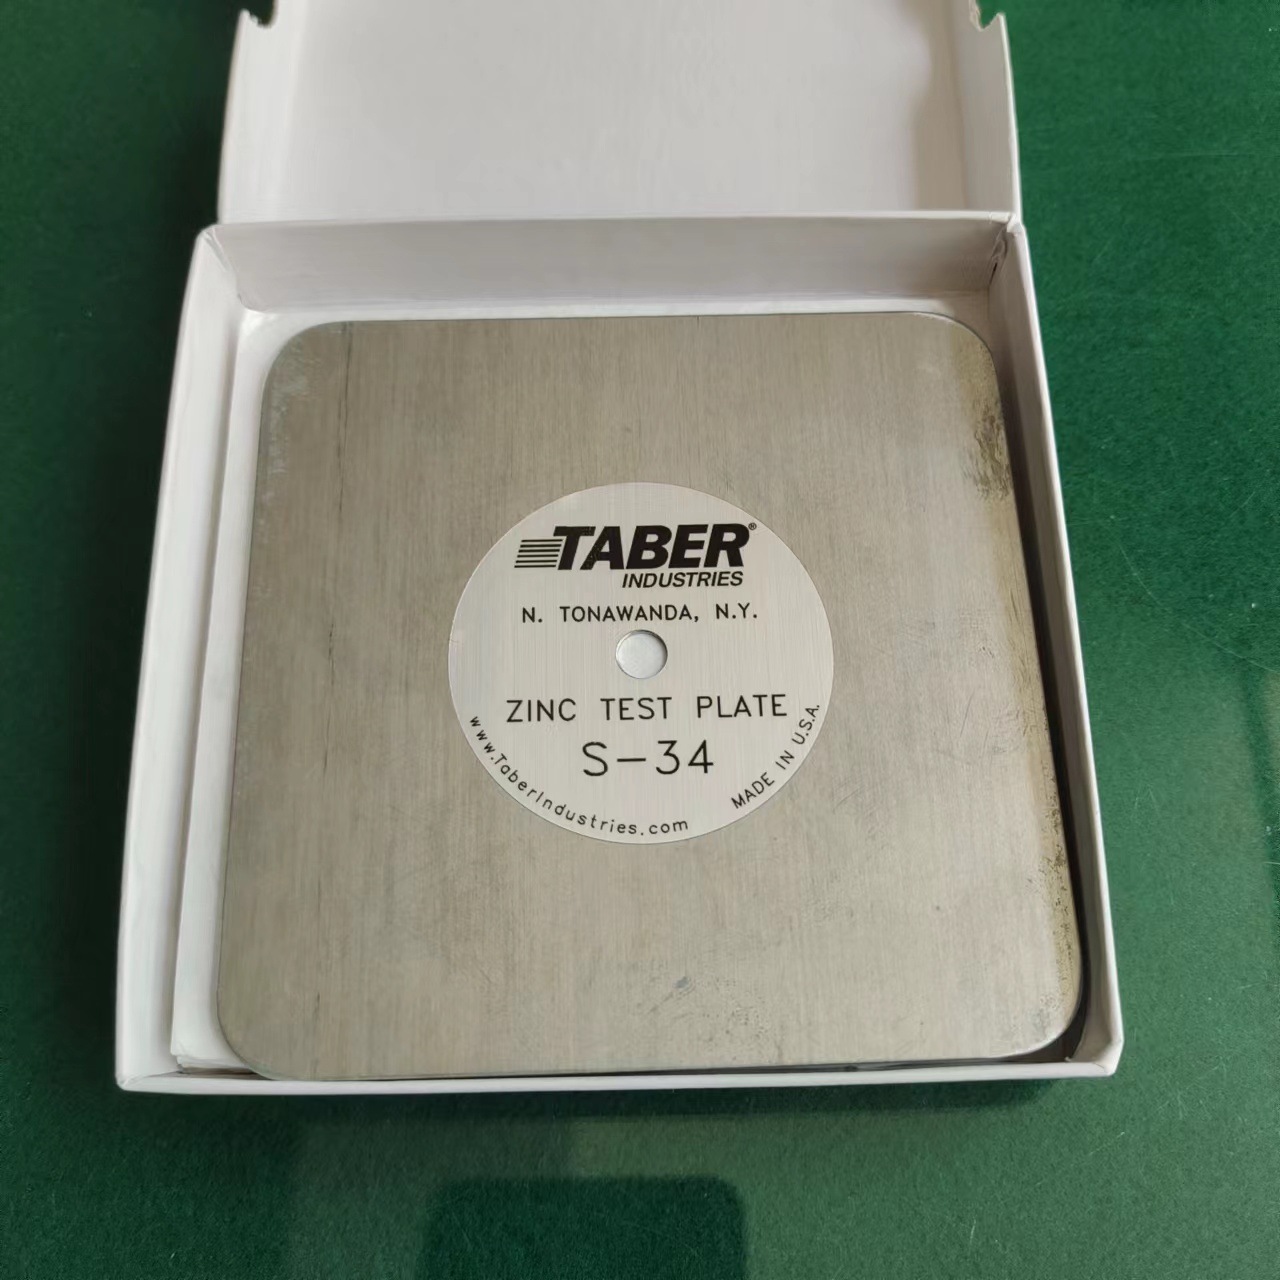 TABER®
INDUSTRIES
N. TONAWANDA, N.Y.
ZINC TEST PLATE
S-34
www.TaberIndustries.com
MADE IN U.S.A.